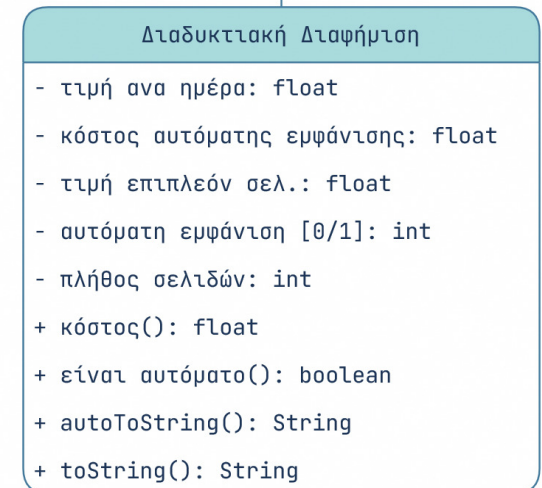 Διαδυκτιακή Διαφήμιση
- τιμή ανα ημέρα: float
- κόστος αυτόματης εμφάνισης: float
- τιμή επιπλεόν σελ.: float
- αυτόματη εμφάνιση [0/1]: int
- πλήθος σελιδών: int
+ κόστος(): float
+ είναι αυτόματο(): boolean
+ autoToString(): String
+ toString(): String